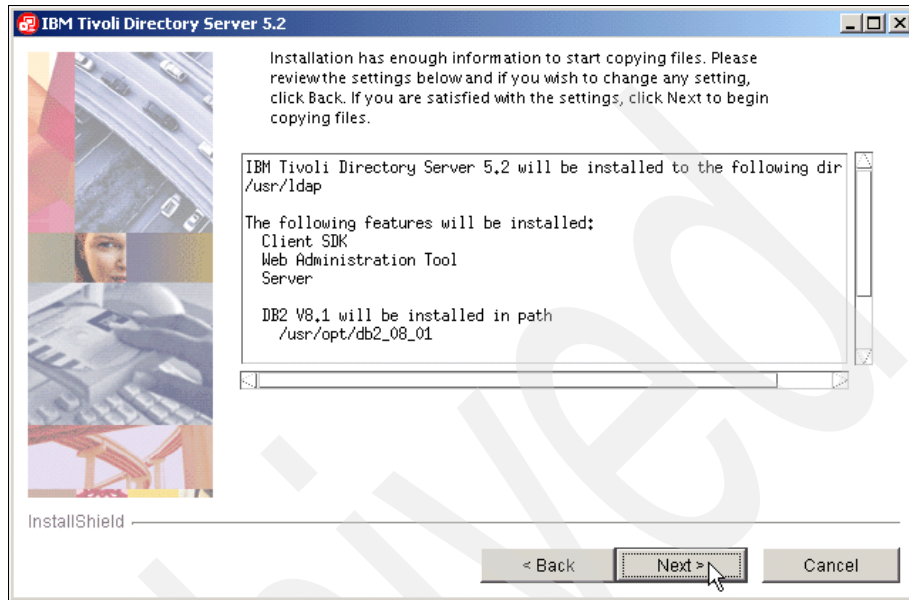 IBM Tivoli Directory Server 5.2
Installation has enough information to start copying files. Please
review the settings below and if you wish to change any setting,
click Back. If you are satisfied with the settings, click Next to begin
copying files.
IBM Tivoli Directory Server 5.2 will be installed to the following dir
/usr/ldap
The following features will be installed:
Client SDK
Web Administration Tool
Server
DB2 V8.1 will be installed in path
/usr/opt/db2_08_01
InstallShield
< Back
Next >
Cancel